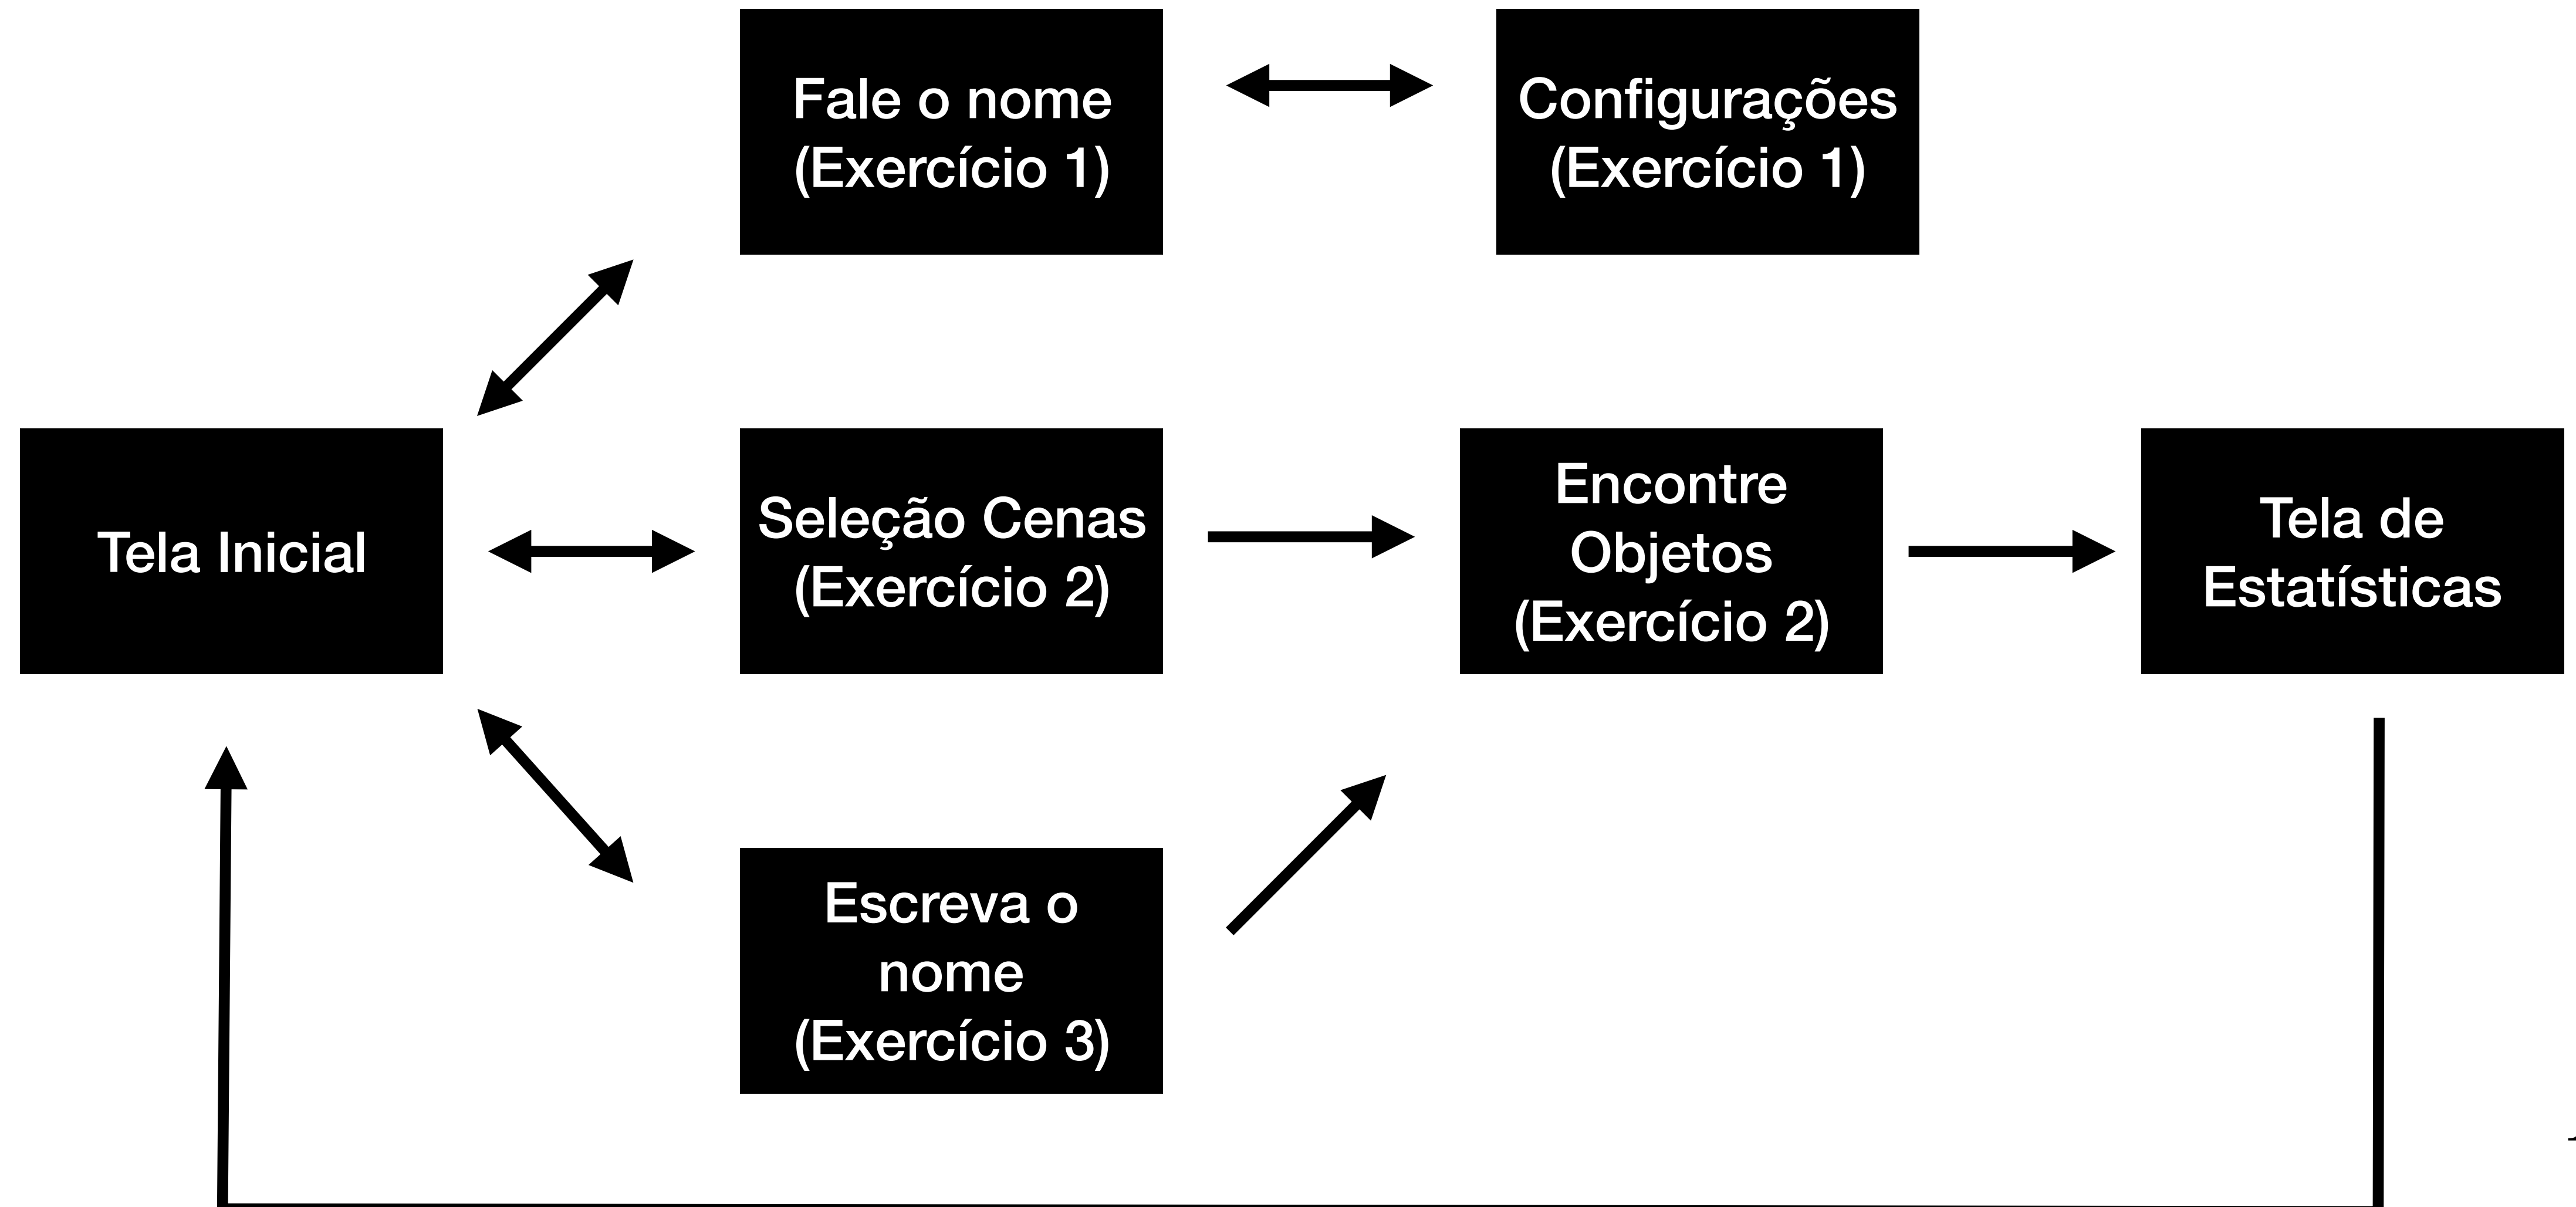 Fale o nome
(Exercício 1)
Configurações
(Exercício 1)
Tela Inicial
Seleção Cenas
(Exercício 2)
Encontre
Objetos
(Exercício 2)
Tela de
Estatísticas
Escreva o
nome
(Exercício 3)